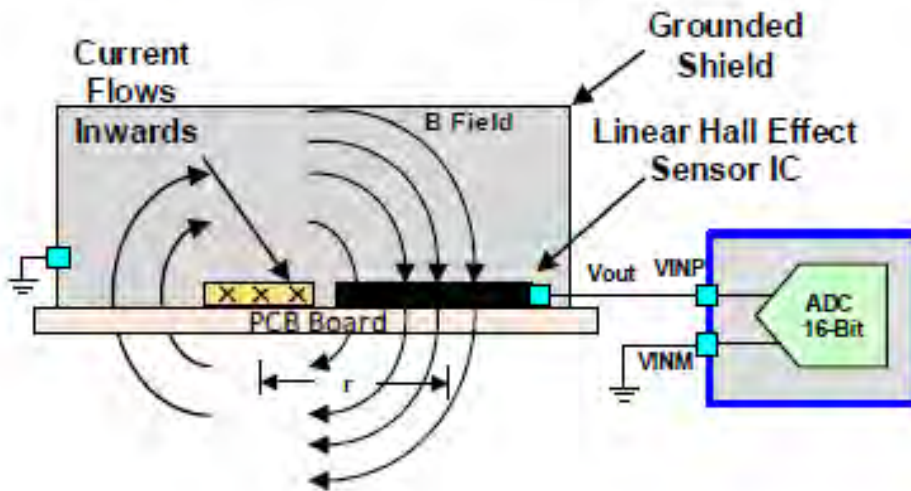 Current
Flows
Inwards
Grounded
Shield
B Field
Linear Hall Effect
Sensor IC
Vout
VINP
ADC
16-Bit
VINM
X X X
PCB Board
r